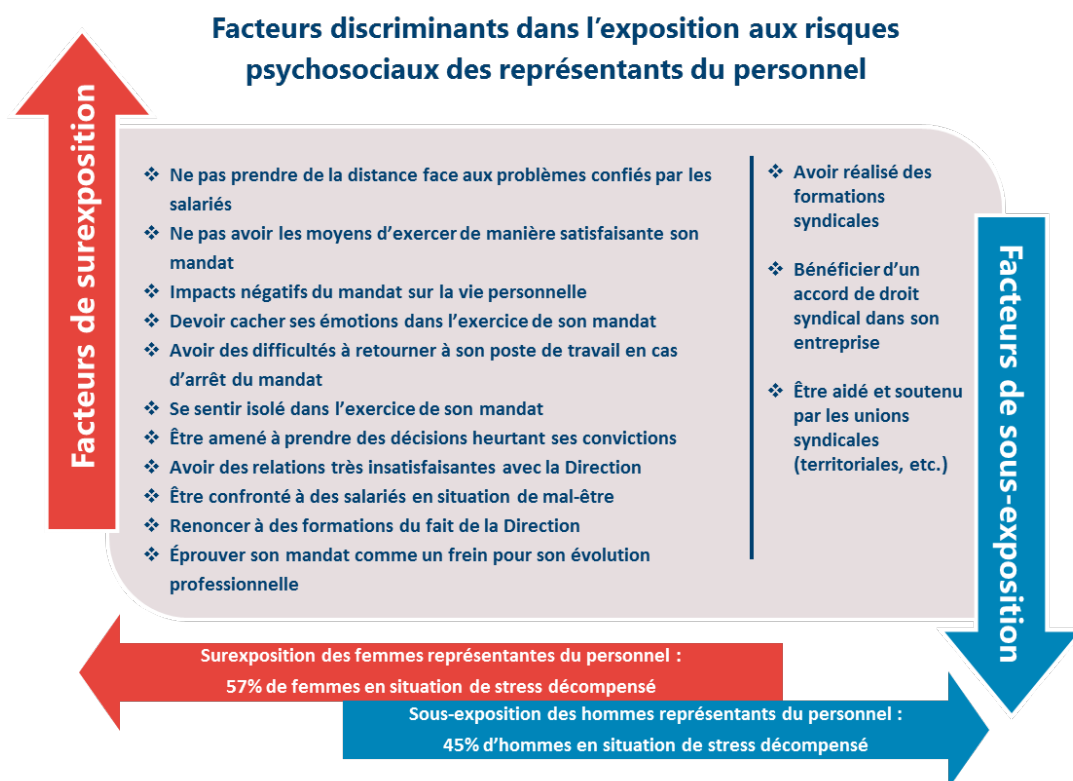 Facteurs discriminants dans l’exposition aux risques
psychosociaux des représentants du personnel
Facteurs de surexposition
❖ Ne pas prendre de la distance face aux problèmes confiés par les
salariés
❖ Ne pas avoir les moyens d’exercer de manière satisfaisante son
mandat
❖ Impacts négatifs du mandat sur la vie personnelle
❖ Devoir cacher ses émotions dans l’exercice de son mandat
❖ Avoir des difficultés à retourner à son poste de travail en cas
d’arrêt du mandat
❖ Se sentir isolé dans l’exercice de son mandat
❖ Être amené à prendre des décisions heurtant ses convictions
❖ Avoir des relations très insatisfaisantes avec la Direction
❖ Être confronté à des salariés en situation de mal-être
❖ Renoncer à des formations du fait de la Direction
❖ Éprouver son mandat comme un frein pour son évolution
professionnelle
❖ Avoir réalisé des
formations
syndicales
❖ Bénéficier d’un
accord de droit
syndical dans son
entreprise
❖ Être aidé et soutenu
par les unions
syndicales
(territoriales, etc.)
Facteurs de sous-exposition
Surexposition des femmes représentantes du personnel :
57% de femmes en situation de stress décompensé
Sous-exposition des hommes représentants du personnel :
45% d’hommes en situation de stress décompensé